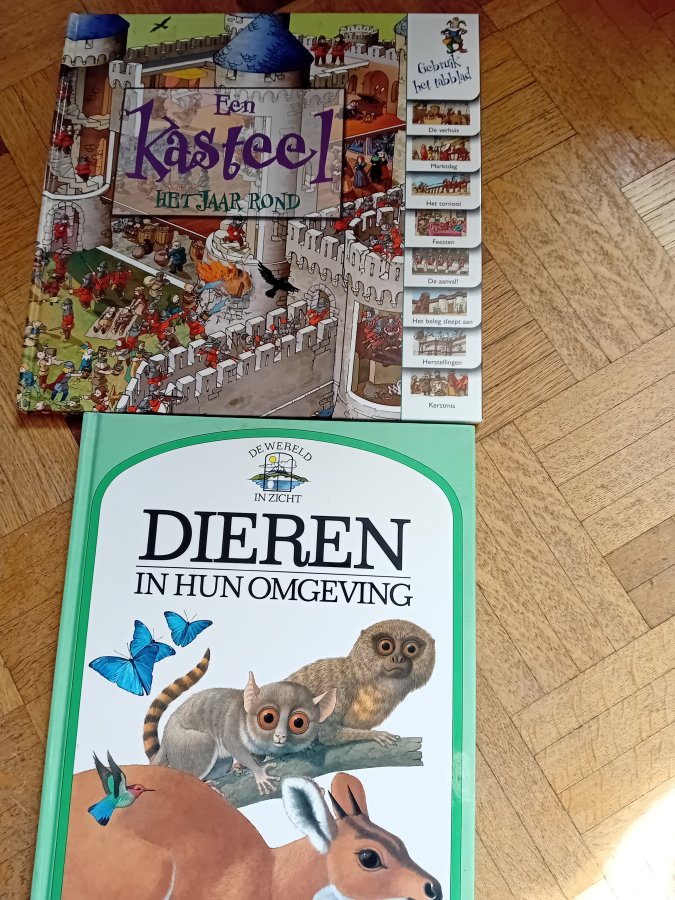 Een
kasteel
HET JAAR ROND
Gebruik
het tabblad
De verhuis
Marktdag
Het tornooi
Feesten
De aanval!
Het beleg sleept aan
Herstellingen
Kerstmis
DE WERELD
IN ZICHT
DIEREN
IN HUN OMGEVING